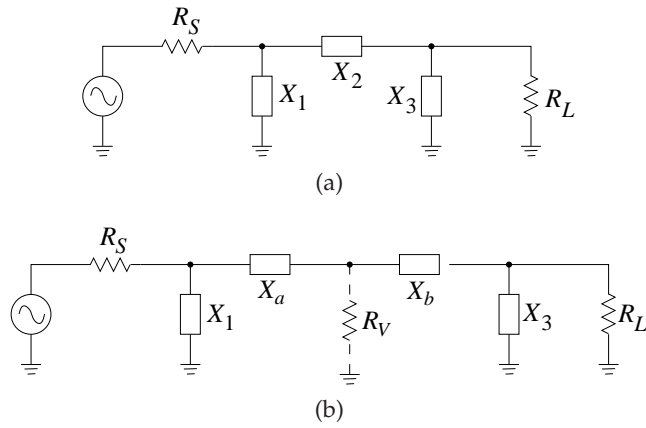 R_S
X_1
X_2
X_3
R_L
(a)
R_S
X_1
X_a
R_V
X_b
X_3
R_L
(b)